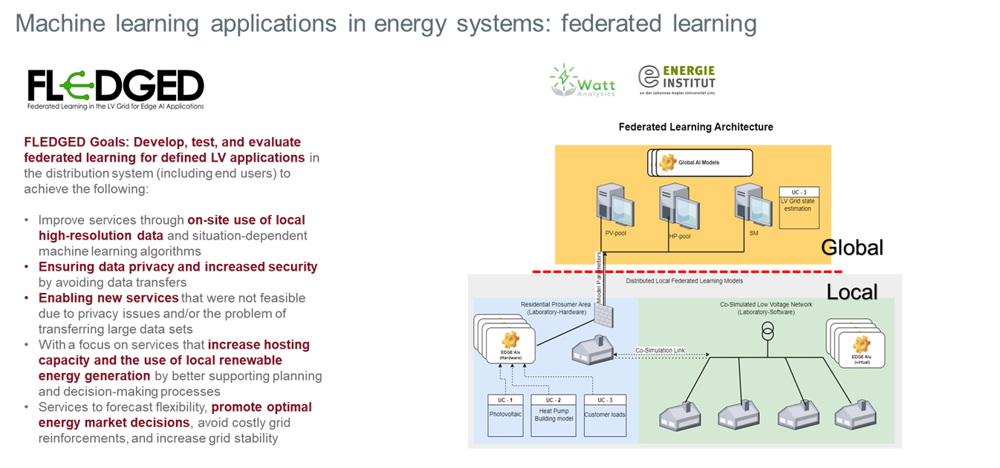 Machine learning applications in energy systems: federated learning
FLEDGED
Federated Learning in the LV Grid for Edge AI Applications
FLEDGED Goals: Develop, test, and evaluate
federated learning for defined LV applications in
the distribution system (including end users) to
achieve the following:
• Improve services through on-site use of local
high-resolution data and situation-dependent
machine learning algorithms
• Ensuring data privacy and increased security
by avoiding data transfers
• Enabling new services that were not feasible
due to privacy issues and/or the problem of
transferring large data sets
• With a focus on services that increase hosting
capacity and the use of local renewable
energy generation by better supporting planning
and decision-making processes
• Services to forecast flexibility, promote optimal
energy market decisions, avoid costly grid
reinforcements, and increase grid stability
Watt
Analytics
e ENERGIE
INSTITUT
an der Johannes Kepler Universität Linz
Federated Learning Architecture
Global AI Models
PV-pool
HP-pool
SM
UC - 3
LV Grid state
estimation
Global
Model Parameters
Distributed Local Federated Learning Models
Local
Residential Prosumer Area
(Laboratory-Hardware)
EDGE AIs
(Hardware)
UC - 1
Photovoltaic
UC - 2
Heat Pump
Building model
UC - 3
Customer loads
Co-Simulation Link
Co-Simulated Low Voltage Network
(Laboratory-Software)
EDGE AIs
(virtual)